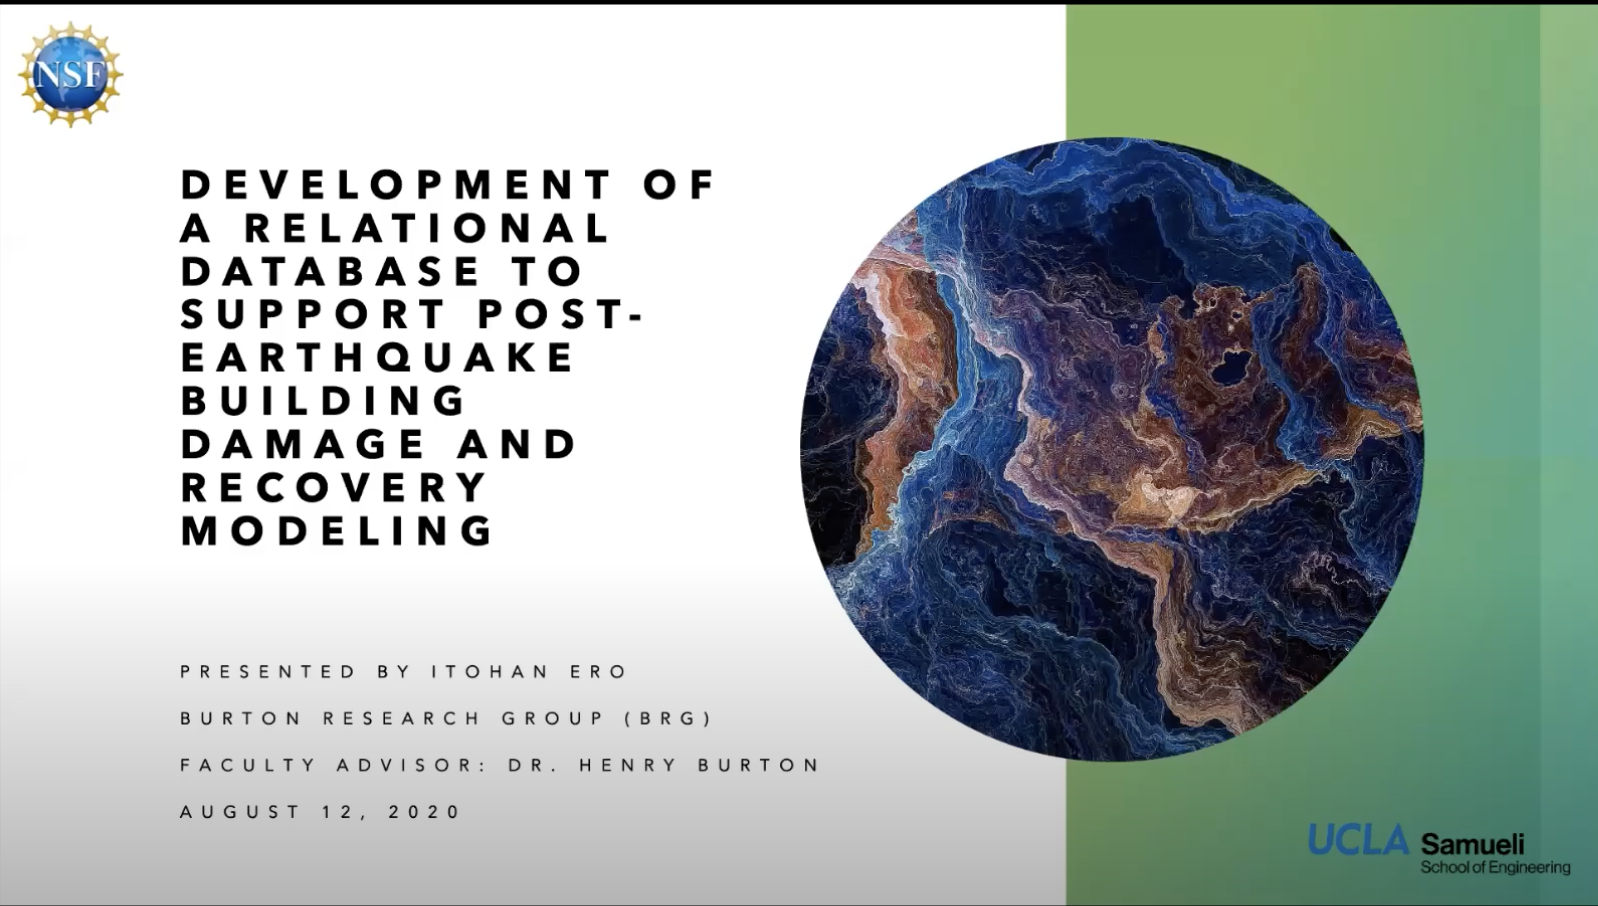 NSF
DEVELOPMENT OF
A RELATIONAL
DATABASE TO
SUPPORT POST-
EARTHQUAKE
BUILDING
DAMAGE AND
RECOVERY
MODELING
PRESENTED BY ITOHAN ERO
BURTON RESEARCH GROUP (BRG)
FACULTY ADVISOR: DR. HENRY BURTON
AUGUST 12, 2020
UCLA Samueli
School of Engineering